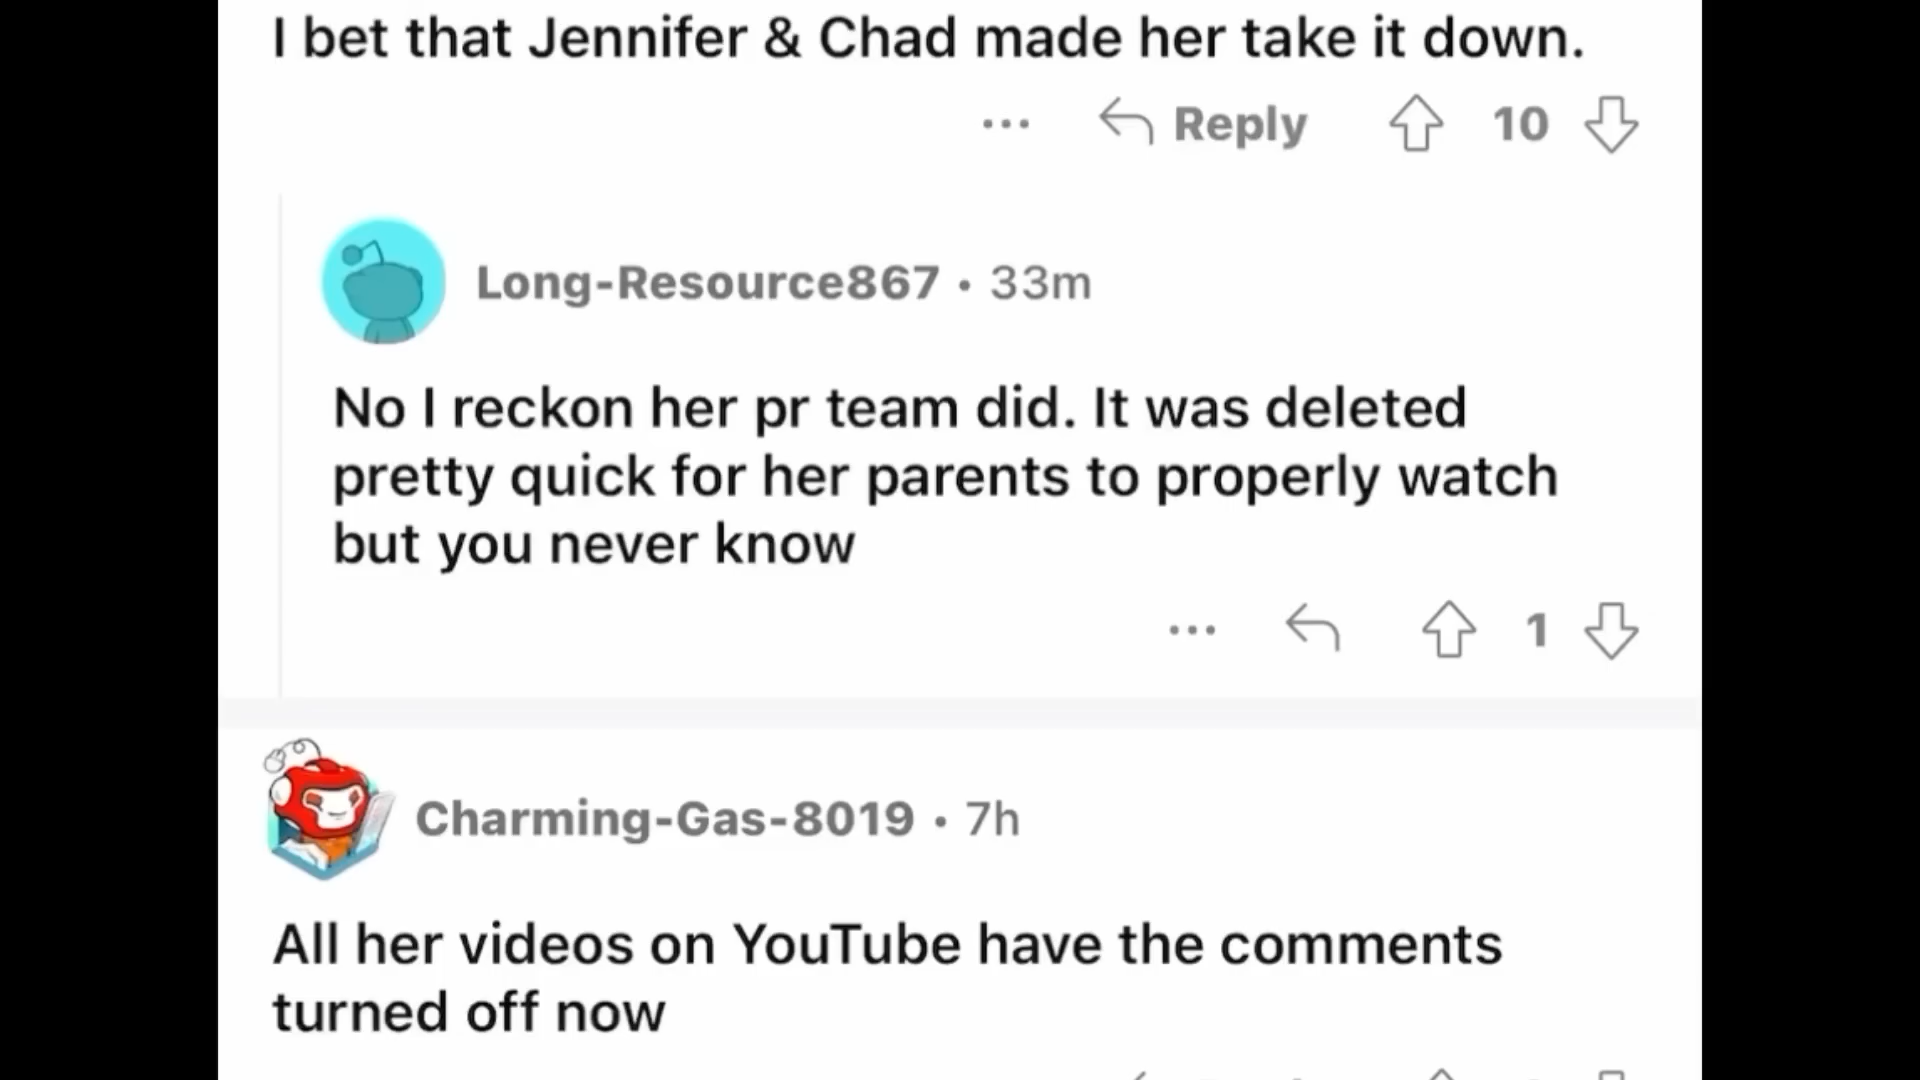 I bet that Jennifer & Chad made her take it down.
... Reply 10
Long-Resource867 • 33m
No I reckon her pr team did. It was deleted
pretty quick for her parents to properly watch
but you never know
... 1
Charming-Gas-8019 • 7h
All her videos on YouTube have the comments
turned off now